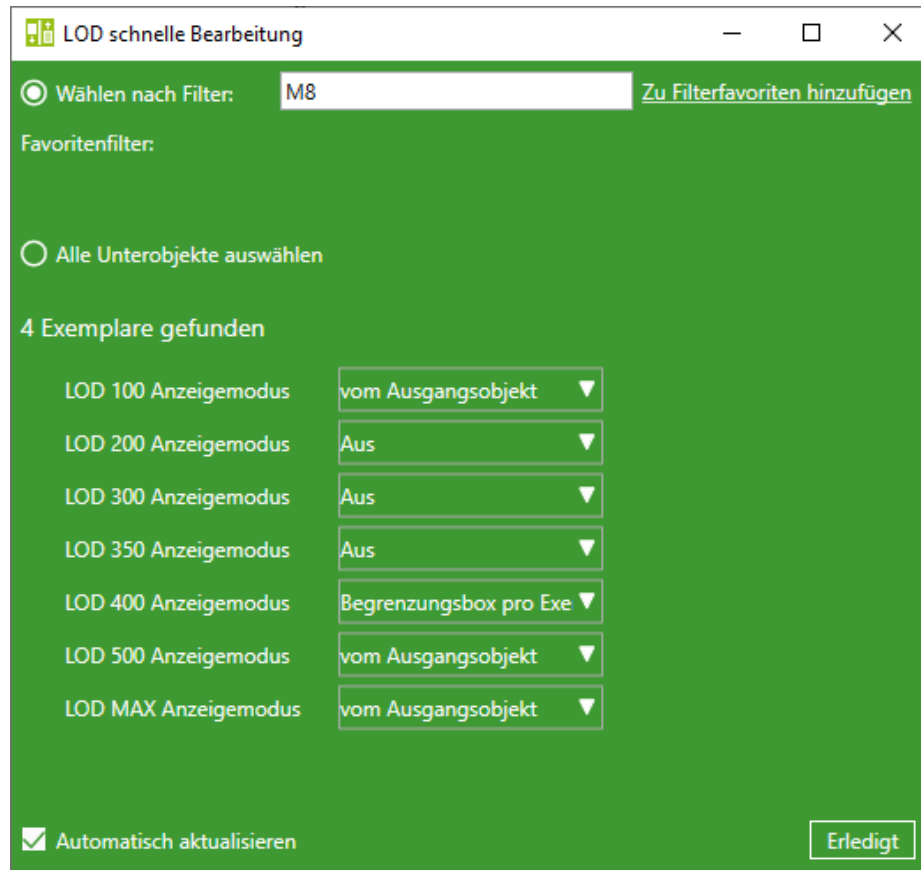 LOD schnelle Bearbeitung
Wählen nach Filter: M8 Zu Filterfavoriten hinzufügen
Favoritenfilter:
Alle Unterobjekte auswählen
4 Exemplare gefunden
LOD 100 Anzeigemodus vom Ausgangsobjekt
LOD 200 Anzeigemodus Aus
LOD 300 Anzeigemodus Aus
LOD 350 Anzeigemodus Aus
LOD 400 Anzeigemodus Begrenzungsbox pro Exe
LOD 500 Anzeigemodus vom Ausgangsobjekt
LOD MAX Anzeigemodus vom Ausgangsobjekt
Automatisch aktualisieren Erledigt